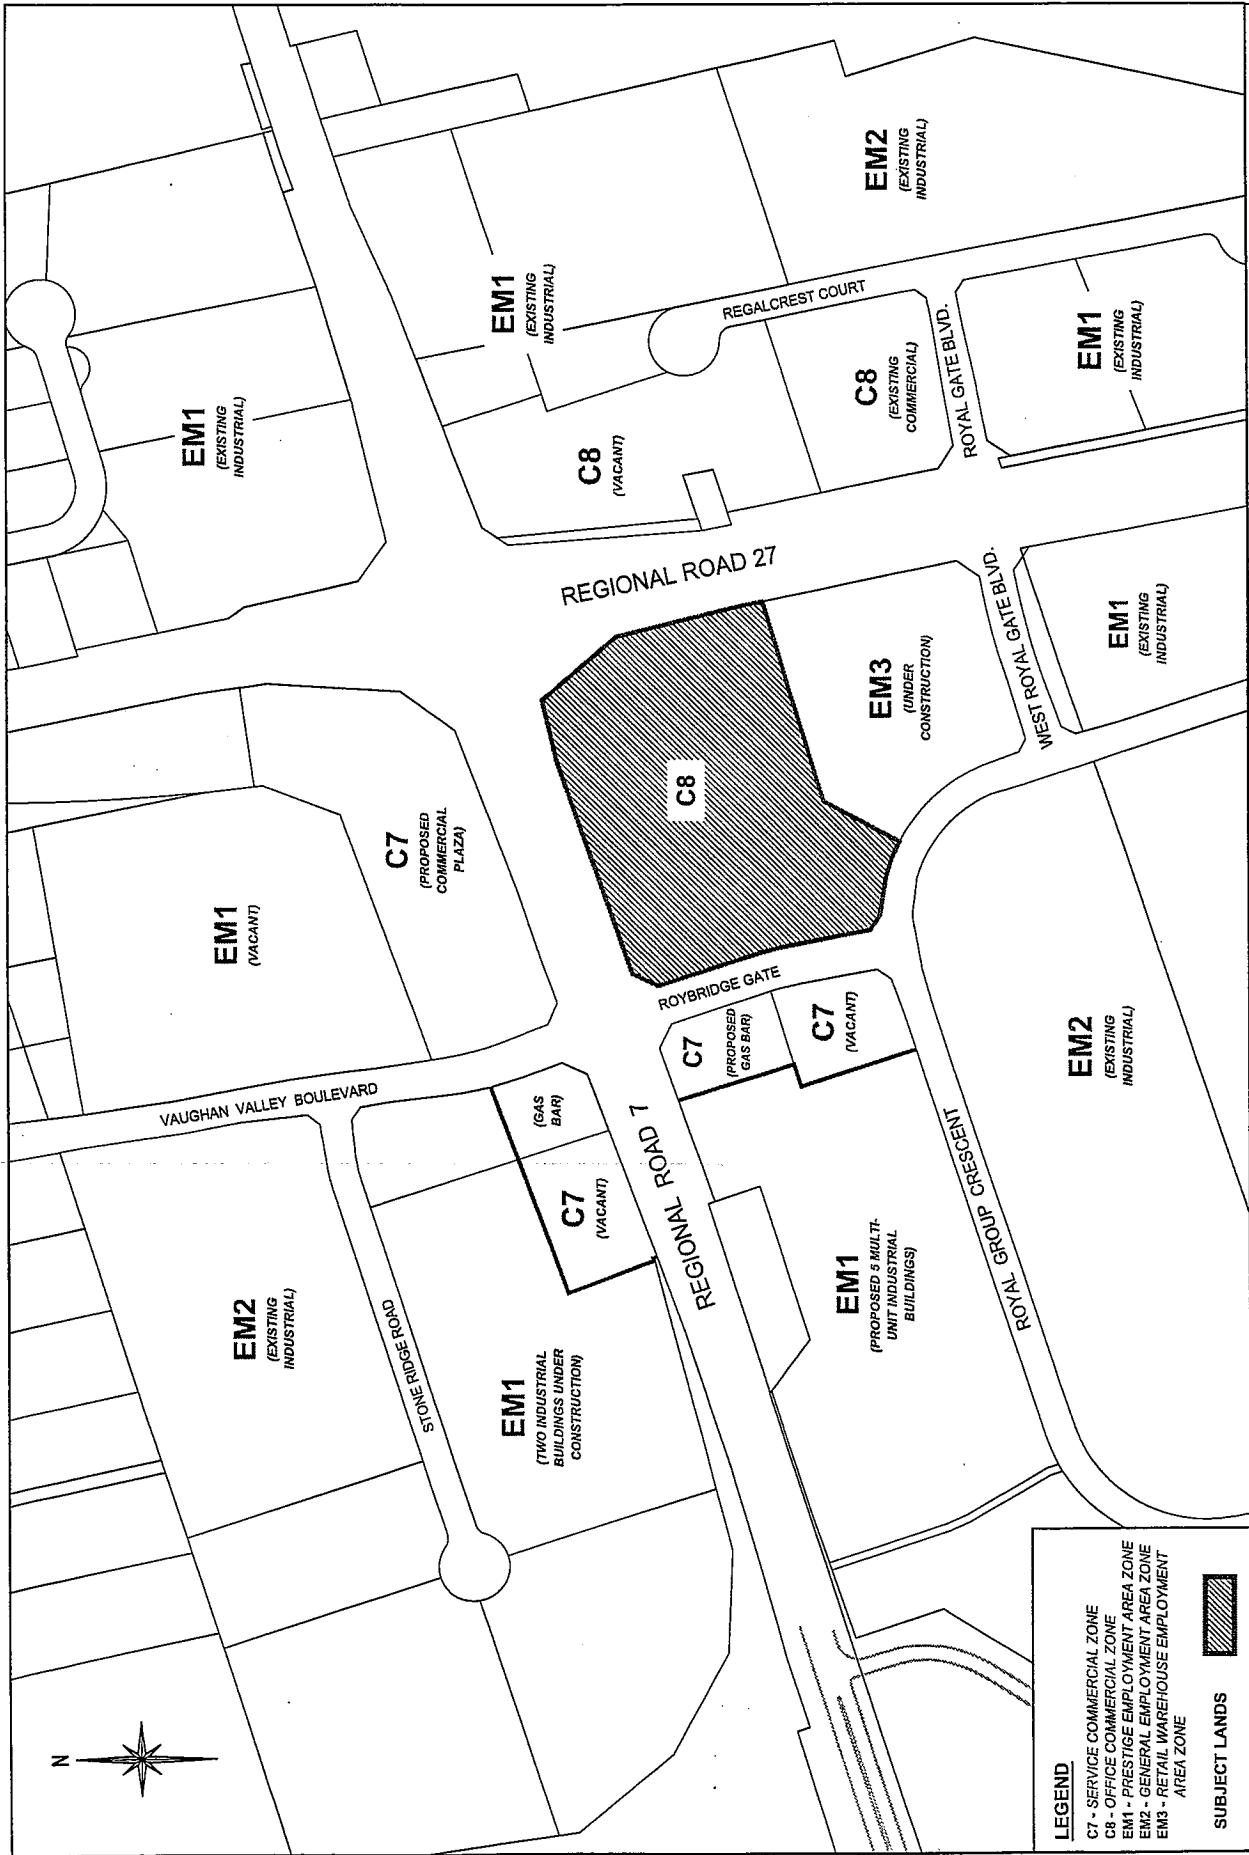 N
EM1
(EXISTING
INDUSTRIAL)
EM1
(VACANT)
C7
(PROPOSED
COMMERCIAL
PLAZA)
VAUGHAN VALLEY BOULEVARD
EM2
(EXISTING
INDUSTRIAL)
STONE RIDGE ROAD
EM1
(TWO INDUSTRIAL
BUILDINGS UNDER
CONSTRUCTION)
C7
(VACANT)
(GAS
BAR)
REGIONAL ROAD 7
REGIONAL ROAD 27
EM1
(EXISTING
INDUSTRIAL)
C8
(VACANT)
REGALCREST COURT
EM2
(EXISTING
INDUSTRIAL)
C8
(EXISTING
COMMERCIAL)
ROYAL GATE BLVD.
EM1
(EXISTING
INDUSTRIAL)
C8
EM3
(UNDER
CONSTRUCTION)
WEST ROYAL GATE BLVD.
EM1
(EXISTING
INDUSTRIAL)
ROYBRIDGE GATE
C7
(PROPOSED
GAS BAR)
C7
(VACANT)
EM2
(EXISTING
INDUSTRIAL)
ROYAL GROUP CRESCENT
EM1
(PROPOSED 5 MULTI-
UNIT INDUSTRIAL
BUILDINGS)
LEGEND
C7 - SERVICE COMMERCIAL ZONE
C8 - OFFICE COMMERCIAL ZONE
EM1 - PRESTIGE EMPLOYMENT AREA ZONE
EM2 - GENERAL EMPLOYMENT AREA ZONE
EM3 - RETAIL WAREHOUSE EMPLOYMENT
AREA ZONE
SUBJECT LANDS